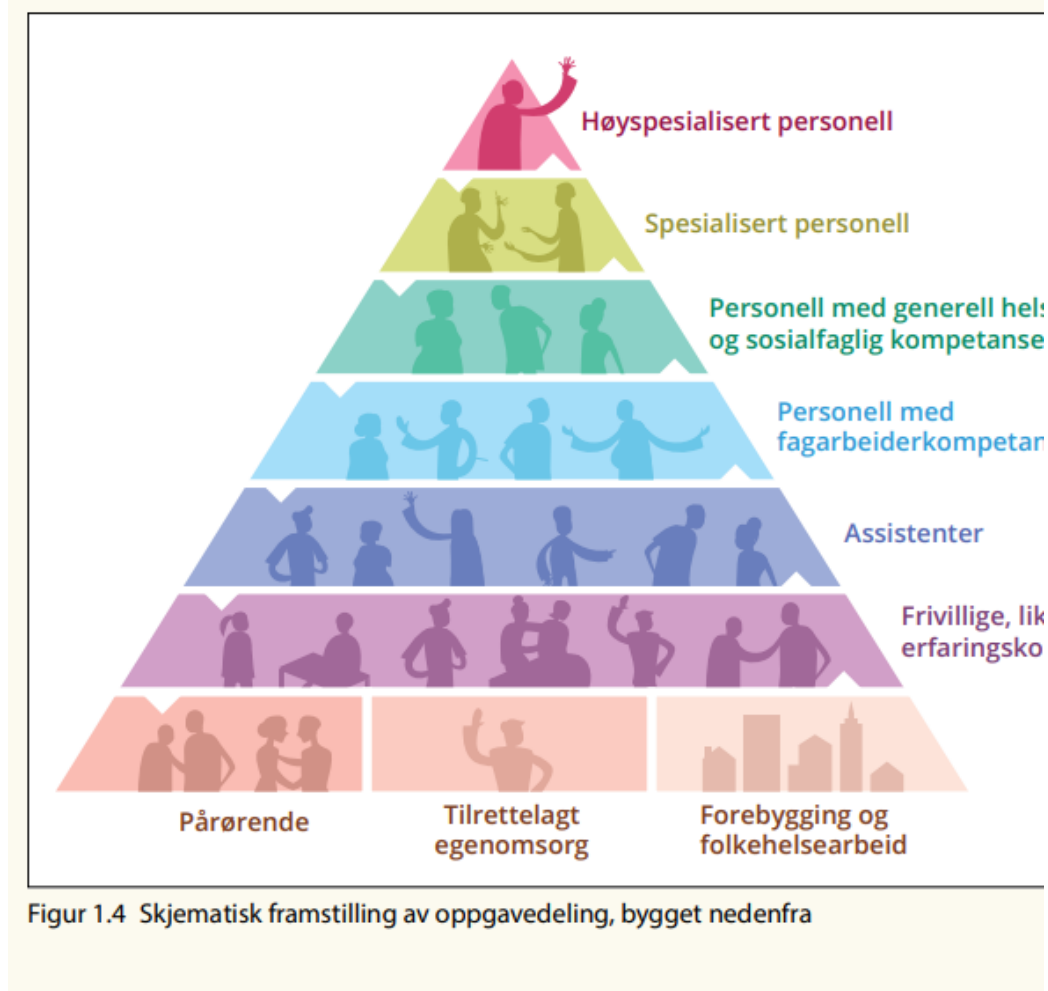 Høyspesialisert personell
Spesialisert personell
Personell med generell hels
og sosialfaglig kompetanse
Personell med
fagarbeiderkompetan
Assistenter
Frivillige, lik
erfaringsko
Pårørende
Tilrettelagt
egenomsorg
Forebygging og
folkehelsearbeid
Figur 1.4 Skjematisk framstilling av oppgavedeling, bygget nedenfra